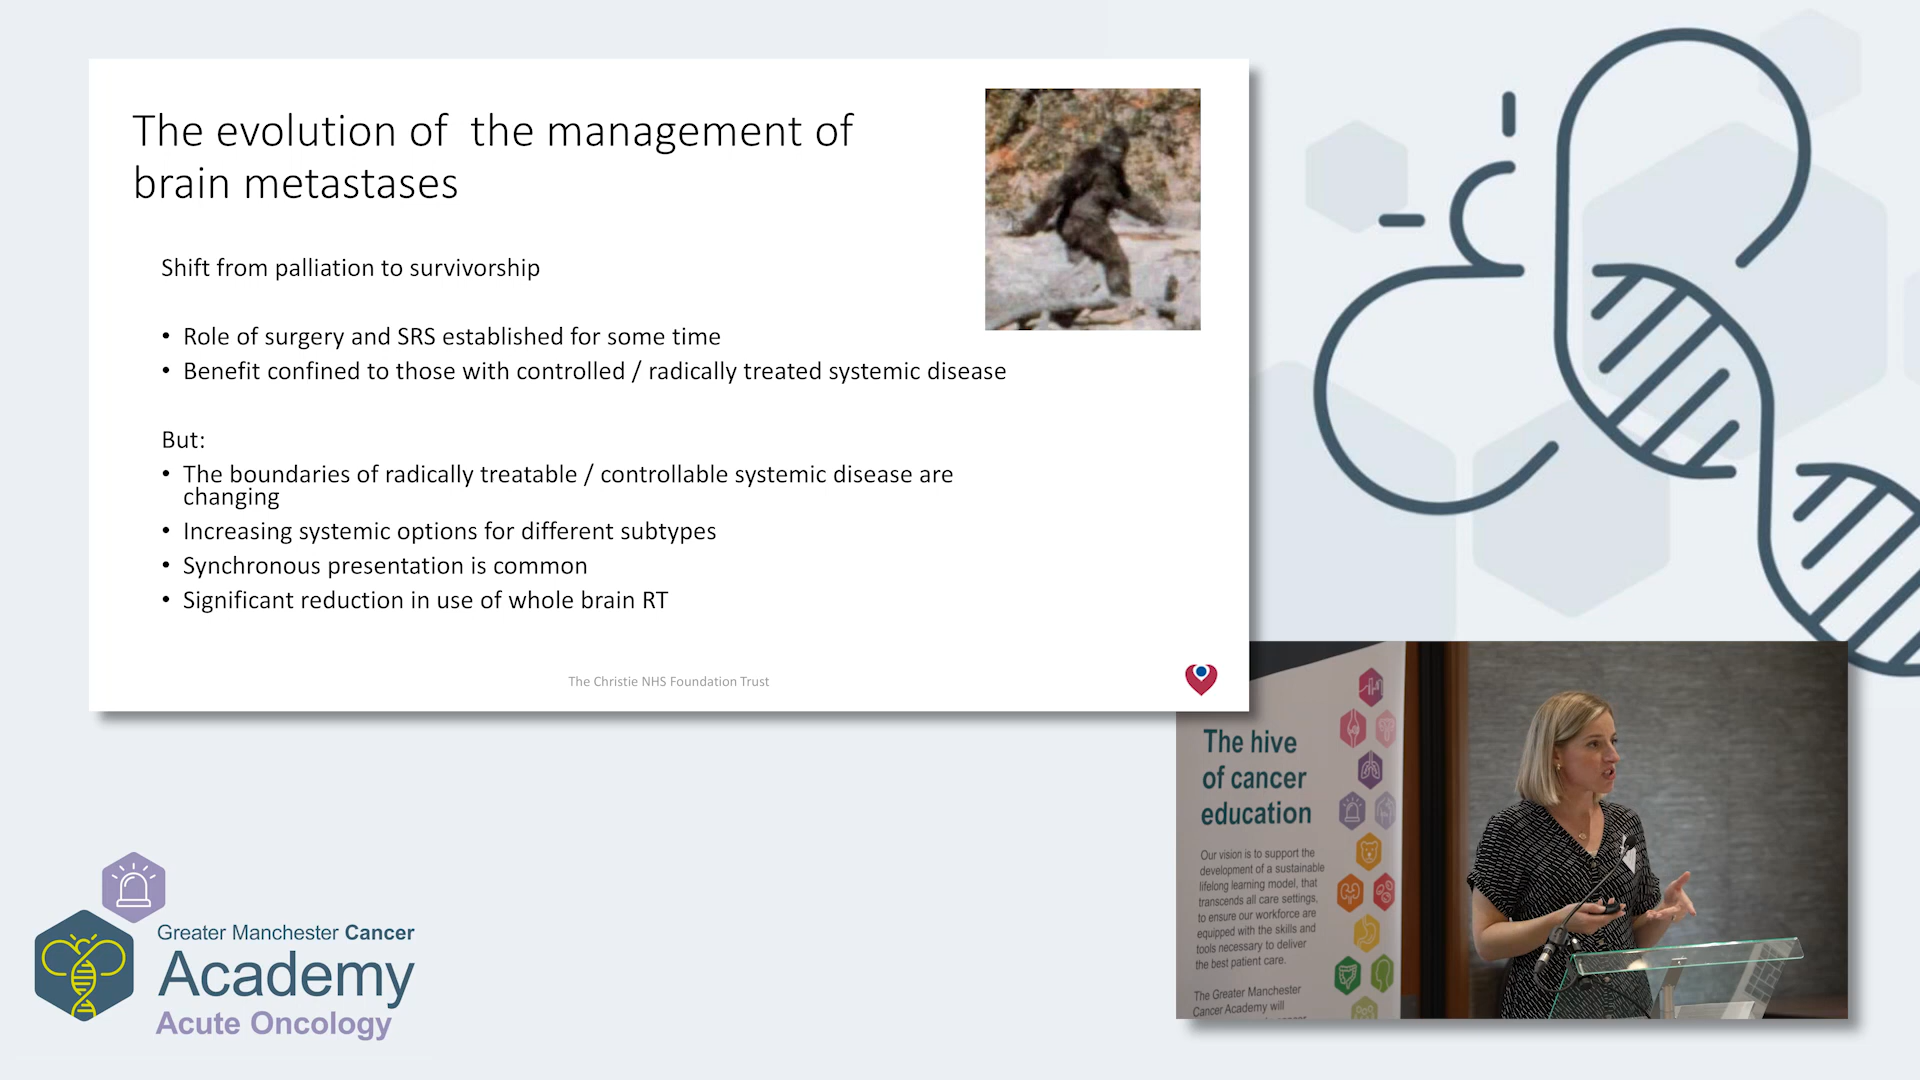 The evolution of  the management of
brain metastases
Shift from palliation to survivorship
• Role of surgery and SRS established for some time
• Benefit confined to those with controlled / radically treated systemic disease
But:
• The boundaries of radically treatable / controllable systemic disease are
changing
• Increasing systemic options for different subtypes
• Synchronous presentation is common
• Significant reduction in use of whole brain RT
The Christie NHS Foundation Trust
The hive
of cancer
education
Our vision is to support the
development of a sustainable
lifelong learning model, that
transcends all care settings,
to ensure our workforce are
equipped with the skills and
tools necessary to deliver
the best patient care.
The Greater Manchester
Cancer Academy will
Greater Manchester Cancer
Academy
Acute Oncology